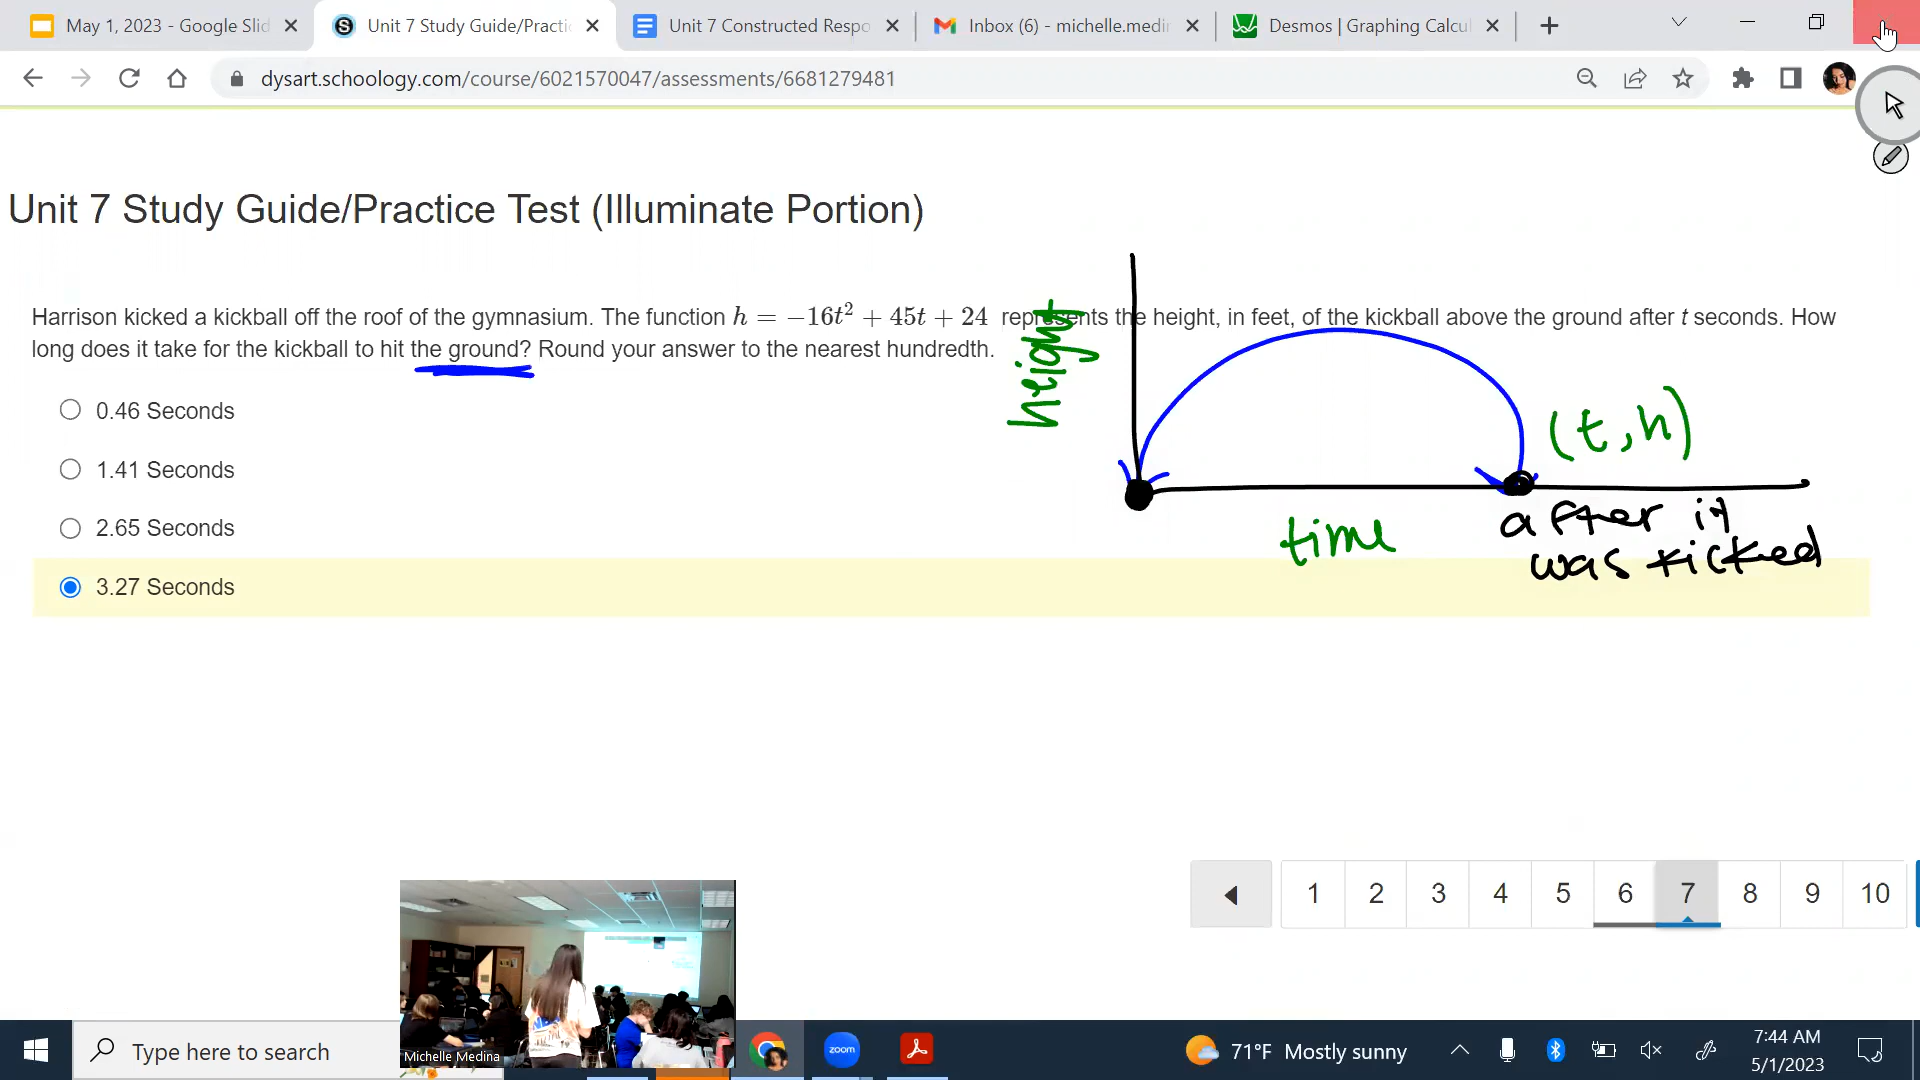 May 1, 2023 - Google Slid
Unit 7 Study Guide/Practic
Unit 7 Constructed Respo
Inbox (6) - michelle.medin
Desmos | Graphing Calcul
dysart.schoology.com/course/6021570047/assessments/6681279481
Unit 7 Study Guide/Practice Test (Illuminate Portion)
Harrison kicked a kickball off the roof of the gymnasium. The function h = −16t² + 45t + 24 represents the height, in feet, of the kickball above the ground after t seconds. How
long does it take for the kickball to hit the ground? Round your answer to the nearest hundredth.
0.46 Seconds
1.41 Seconds
2.65 Seconds
3.27 Seconds
height
(t, h)
time
after it
was kicked
1 2 3 4 5 6 7 8 9 10
Michelle Medina
Type here to search
zoom
71°F Mostly sunny
7:44 AM
5/1/2023